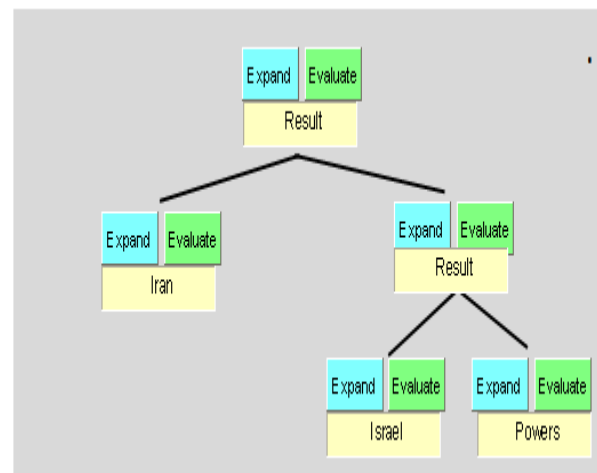 Expand Evaluate
Result
Expand Evaluate
Iran
Expand Evaluate
Result
Expand Evaluate
Israel
Expand Evaluate
Powers